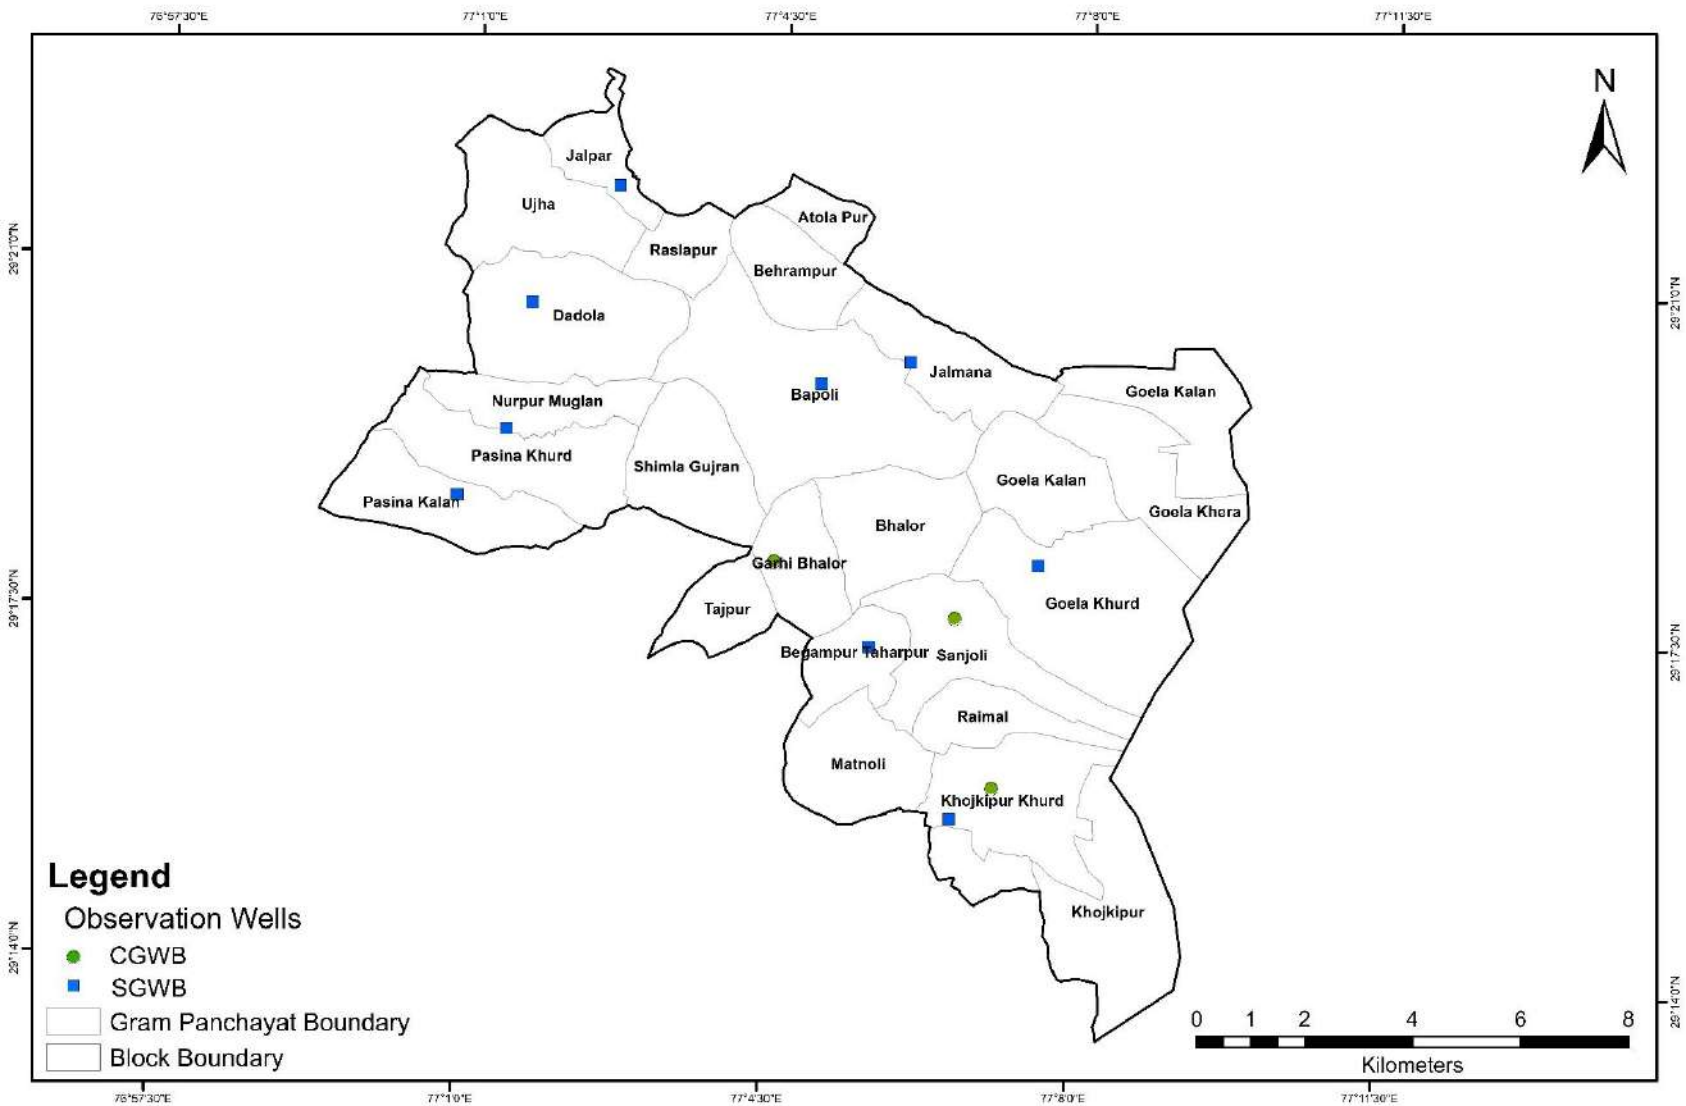 76°57'30"E 77°1'0"E 77°4'30"E 77°8'0"E 77°11'30"E
N
Jalpar
Ujha
Atola Pur
29°21'0"N
Raslapur
Behrampur
29°21'0"N
Dadola
Jalmana
Goela Kalan
Bapoli
Nurpur Muglan
Pasina Khurd
Shimla Gujran
Goela Kalan
Pasina Kalan
Goela Khera
Bhalor
Garhi Bhalor
29°17'30"N
Goela Khurd
Tajpur
Begampur Taharpur
Sanjoli
29°17'30"N
Raimal
Matnoli
Khojkipur Khurd
Khojkipur
Legend
Observation Wells
CGWB
SGWB
Gram Panchayat Boundary
Block Boundary
29°14'0"N
29°14'0"N
0 1 2 4 6 8
Kilometers
76°57'30"E 77°1'0"E 77°4'30"E 77°8'0"E 77°11'30"E